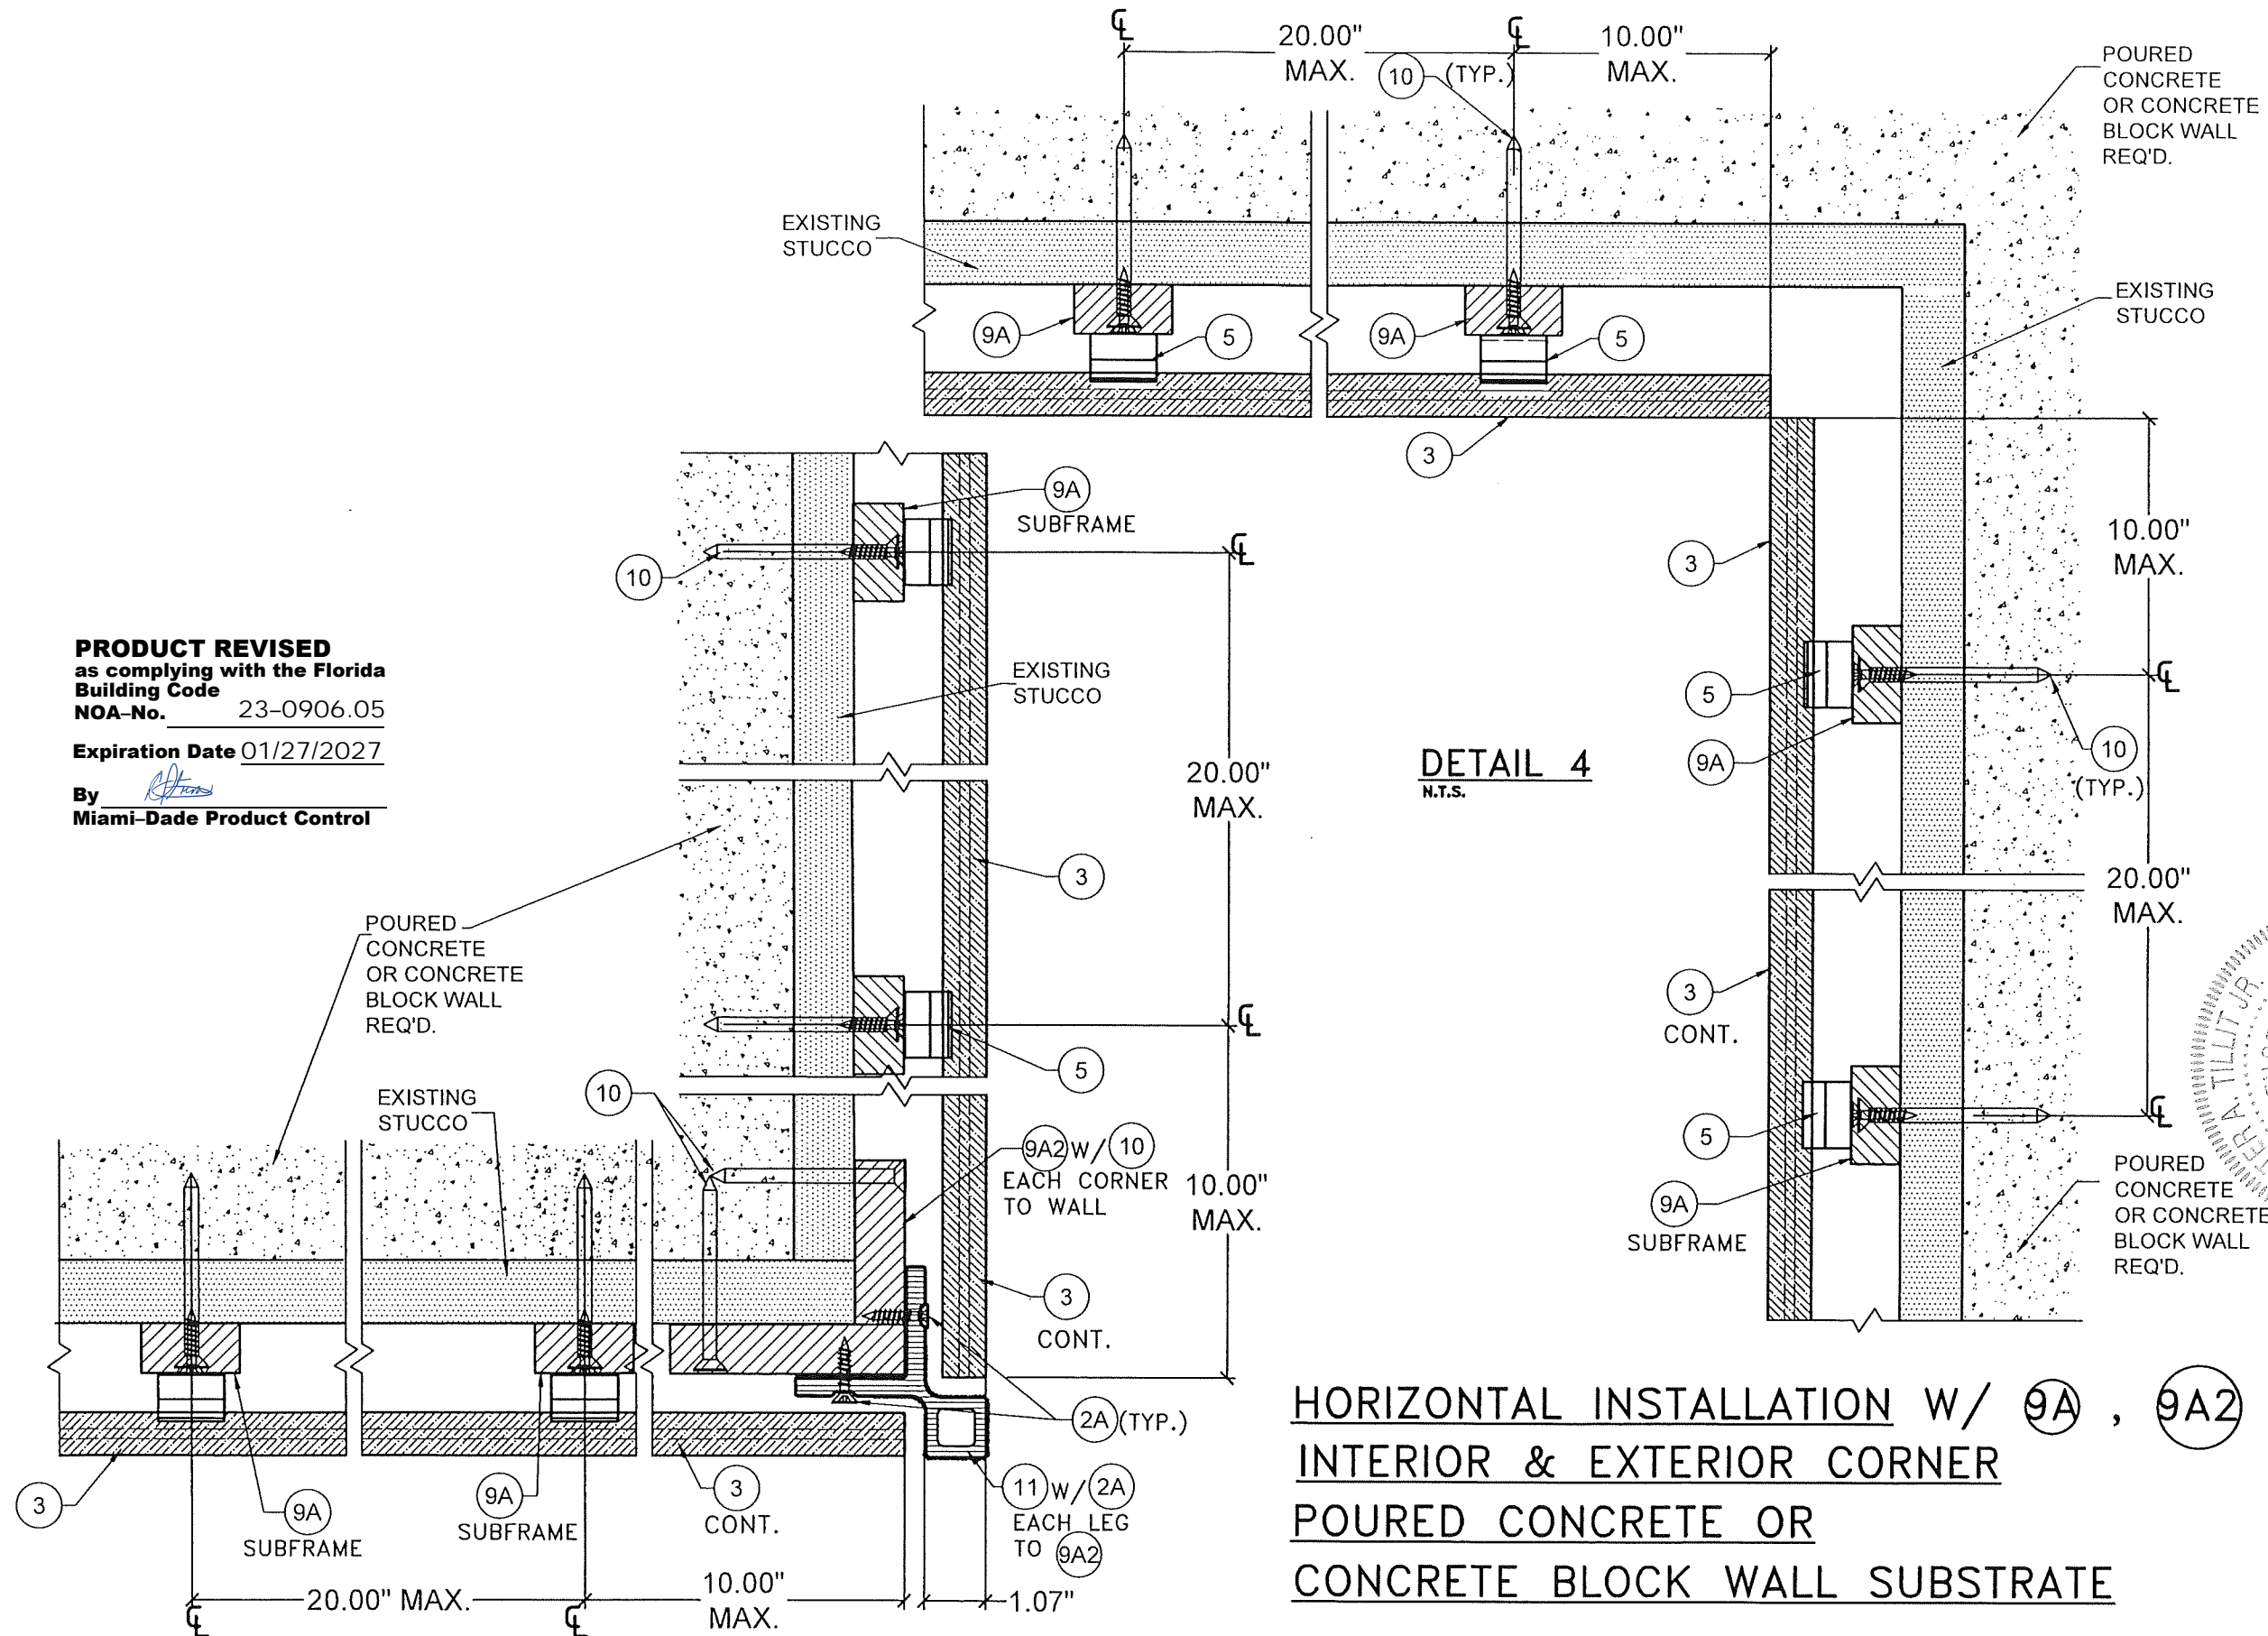 ℄
20.00"
MAX.
10
(TYP.)
℄
10.00"
MAX.
POURED
CONCRETE
OR CONCRETE
BLOCK WALL
REQ'D.
EXISTING
STUCCO
9A
5
9A
5
3
EXISTING
STUCCO
10.00"
MAX.
3
5
9A
℄
10
(TYP.)
20.00"
MAX.
3
CONT.
5
9A
SUBFRAME
℄
POURED
CONCRETE
OR CONCRETE
BLOCK WALL
REQ'D.
TILLIT JR.
DETAIL 4
N.T.S.
9A
SUBFRAME
10
℄
EXISTING
STUCCO
20.00"
MAX.
3
℄
5
PRODUCT REVISED
as complying with the Florida
Building Code
NOA-No. 23-0906.05
Expiration Date 01/27/2027
By
Miami-Dade Product Control
POURED
CONCRETE
OR CONCRETE
BLOCK WALL
REQ'D.
EXISTING
STUCCO
10
9A2 W/ 10
EACH CORNER
TO WALL
10.00"
MAX.
3
CONT.
2A (TYP.)
11 W/ 2A
EACH LEG
TO 9A2
3
9A
SUBFRAME
9A
SUBFRAME
3
CONT.
20.00" MAX.
10.00"
MAX.
1.07"
℄
℄
HORIZONTAL INSTALLATION W/ 9A , 9A2
INTERIOR & EXTERIOR CORNER
POURED CONCRETE OR
CONCRETE BLOCK WALL SUBSTRATE